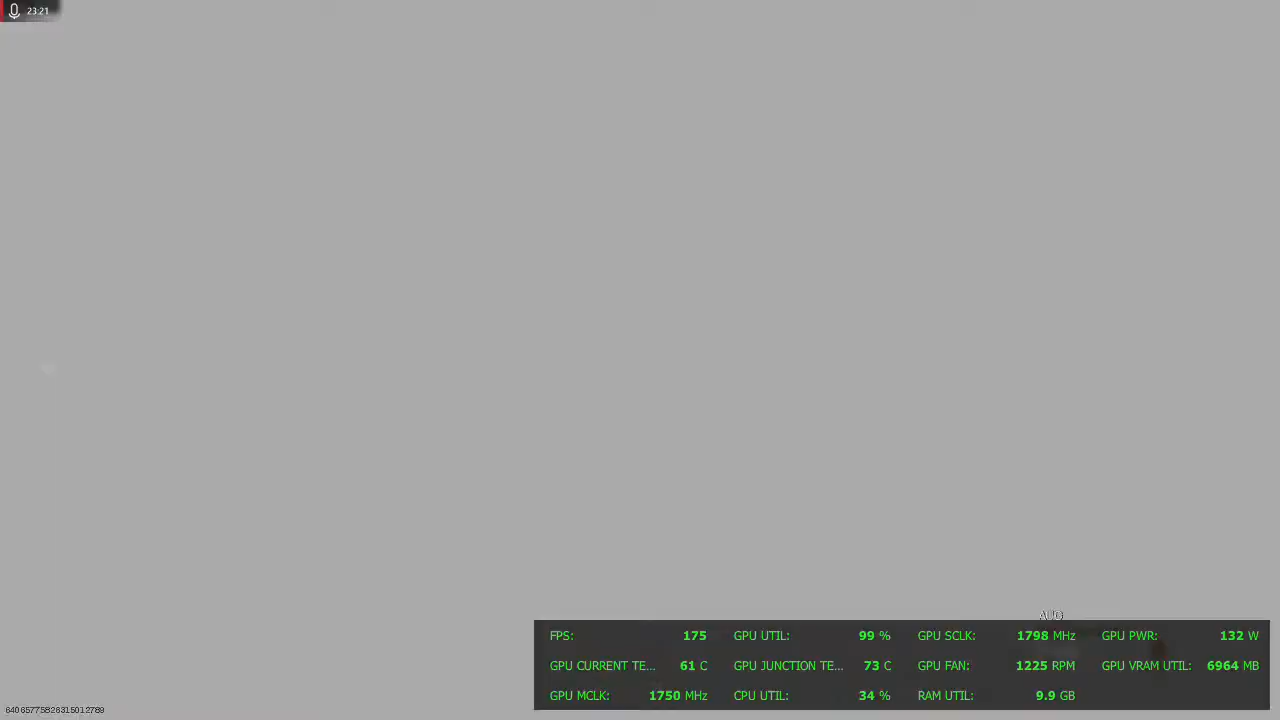 23:21
AUG
FPS: 175 GPU UTIL: 99 % GPU SCLK: 1798 MHz GPU PWR: 132 W
GPU CURRENT TE... 61 C GPU JUNCTION TE... 73 C GPU FAN: 1225 RPM GPU VRAM UTIL: 6964 MB
GPU MCLK: 1750 MHz CPU UTIL: 34 % RAM UTIL: 9.9 GB